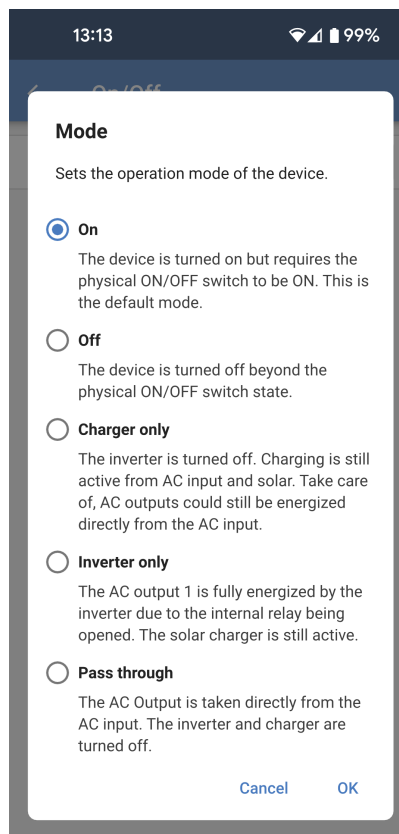 13:13 99%
On/Off
Mode
Sets the operation mode of the device.
On
The device is turned on but requires the
physical ON/OFF switch to be ON. This is
the default mode.
Off
The device is turned off beyond the
physical ON/OFF switch state.
Charger only
The inverter is turned off. Charging is still
active from AC input and solar. Take care
of, AC outputs could still be energized
directly from the AC input.
Inverter only
The AC output 1 is fully energized by the
inverter due to the internal relay being
opened. The solar charger is still active.
Pass through
The AC Output is taken directly from the
AC input. The inverter and charger are
turned off.
Cancel OK